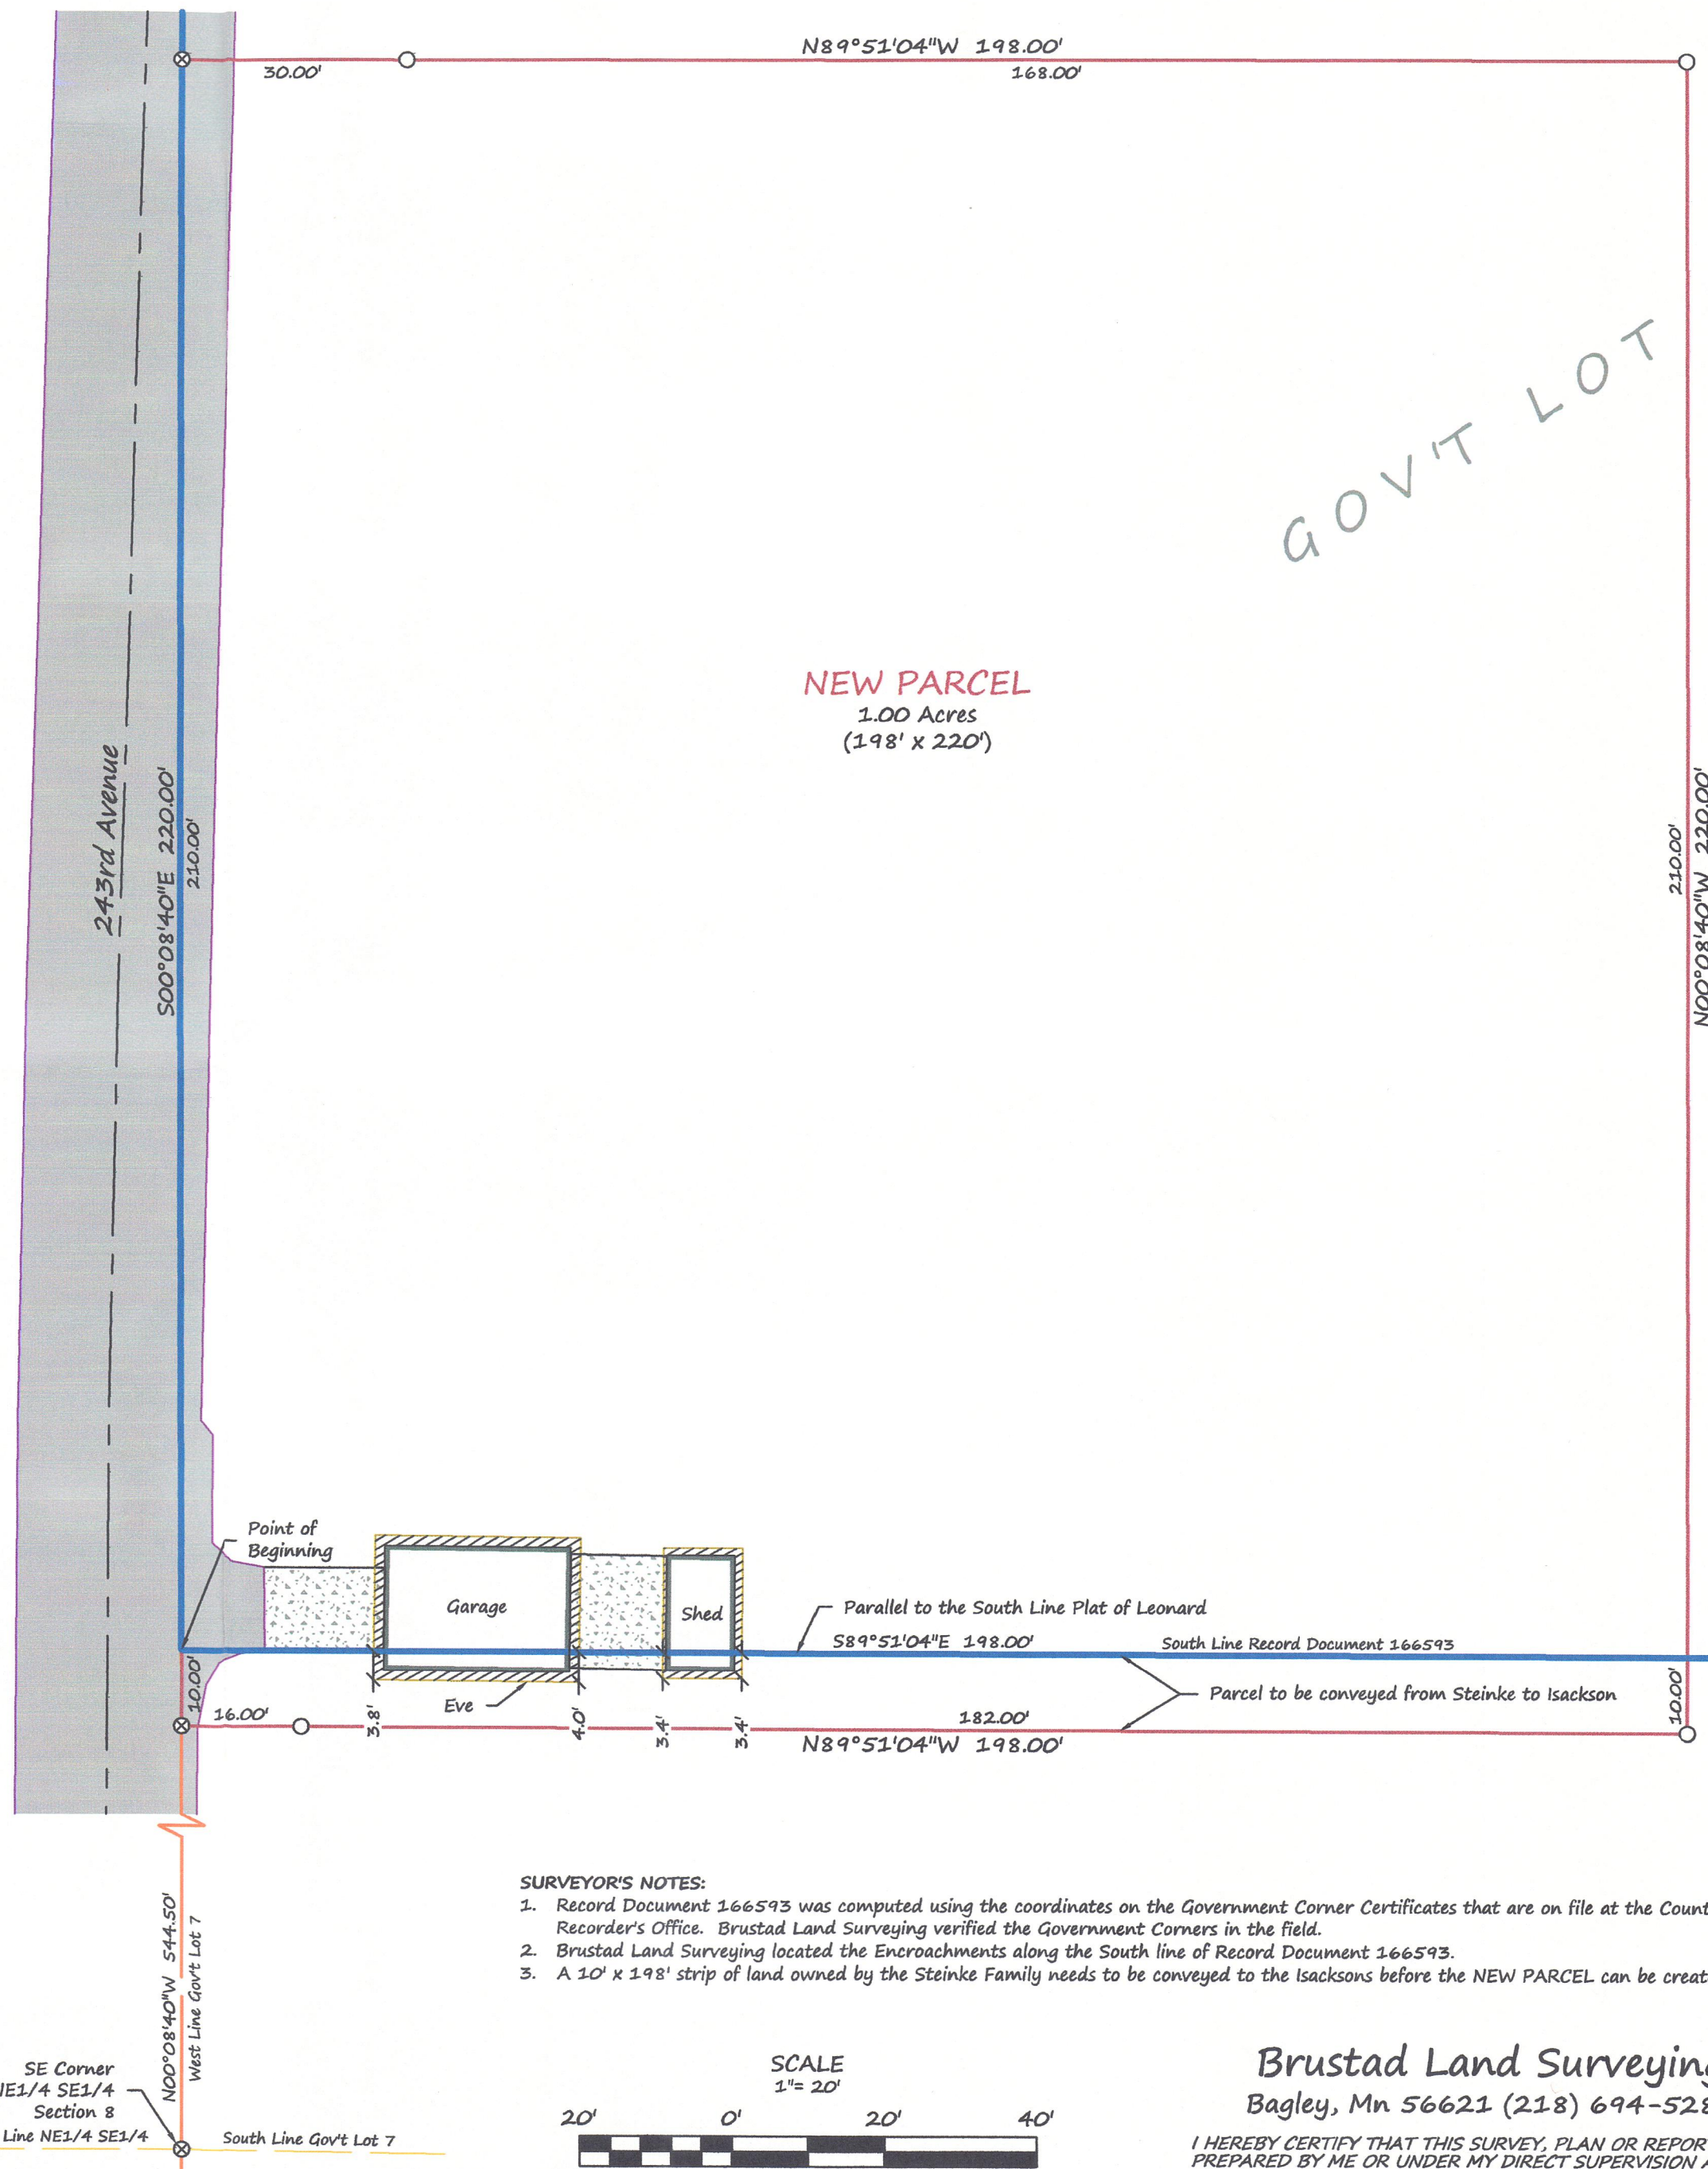 N89°51'04"W 198.00'
30.00'
168.00'
GOV'T LOT
NEW PARCEL
1.00 Acres
(198' x 220')
243rd Avenue
S00°08'40"E 220.00'
210.00'
210.00'
N00°08'40"W 220.00'
Point of
Beginning
Garage
Shed
Parallel to the South Line Plat of Leonard
S89°51'04"E 198.00'
South Line Record Document 166593
10.00'
Eve
Parcel to be conveyed from Steinke to Isackson
10.00'
16.00'
3.8'
4.0'
3.4'
3.4'
182.00'
N89°51'04"W 198.00'
SURVEYOR'S NOTES:
1. Record Document 166593 was computed using the coordinates on the Government Corner Certificates that are on file at the Count
Recorder's Office. Brustad Land Surveying verified the Government Corners in the field.
2. Brustad Land Surveying located the Encroachments along the South line of Record Document 166593.
3. A 10' x 198' strip of land owned by the Steinke Family needs to be conveyed to the Isacksons before the NEW PARCEL can be creat
N00°08'40"W 544.50'
West Line Gov't Lot 7
SE Corner
NE1/4 SE1/4
Section 8
Line NE1/4 SE1/4
South Line Gov't Lot 7
SCALE
1"= 20'
20' 0' 20' 40'
Brustad Land Surveying
Bagley, Mn 56621 (218) 694-528
I HEREBY CERTIFY THAT THIS SURVEY, PLAN OR REPOR
PREPARED BY ME OR UNDER MY DIRECT SUPERVISION